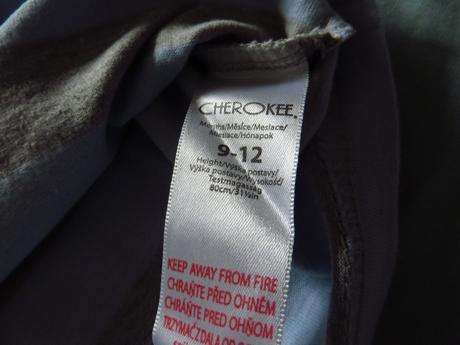 CHEROKEE.
Months/Měsíce/Mesiace/
Miesiące/Hónapok
9-12
Height/Výška postavy/
Výška postavy/Wysokość/
Testmagasság
80cm/31½in
KEEP AWAY FROM FIRE
CHRAŇTE PŘED OHNĚM
CHRÁŇTE PRED OHŇOM
TRZYMAĆ Z DALA OD